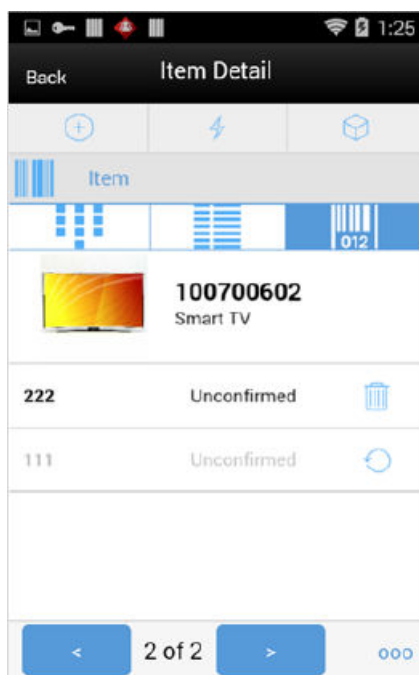 1:25
Back
Item Detail
Item
012
100700602
Smart TV
222 Unconfirmed
111 Unconfirmed
< 2 of 2 > ooo